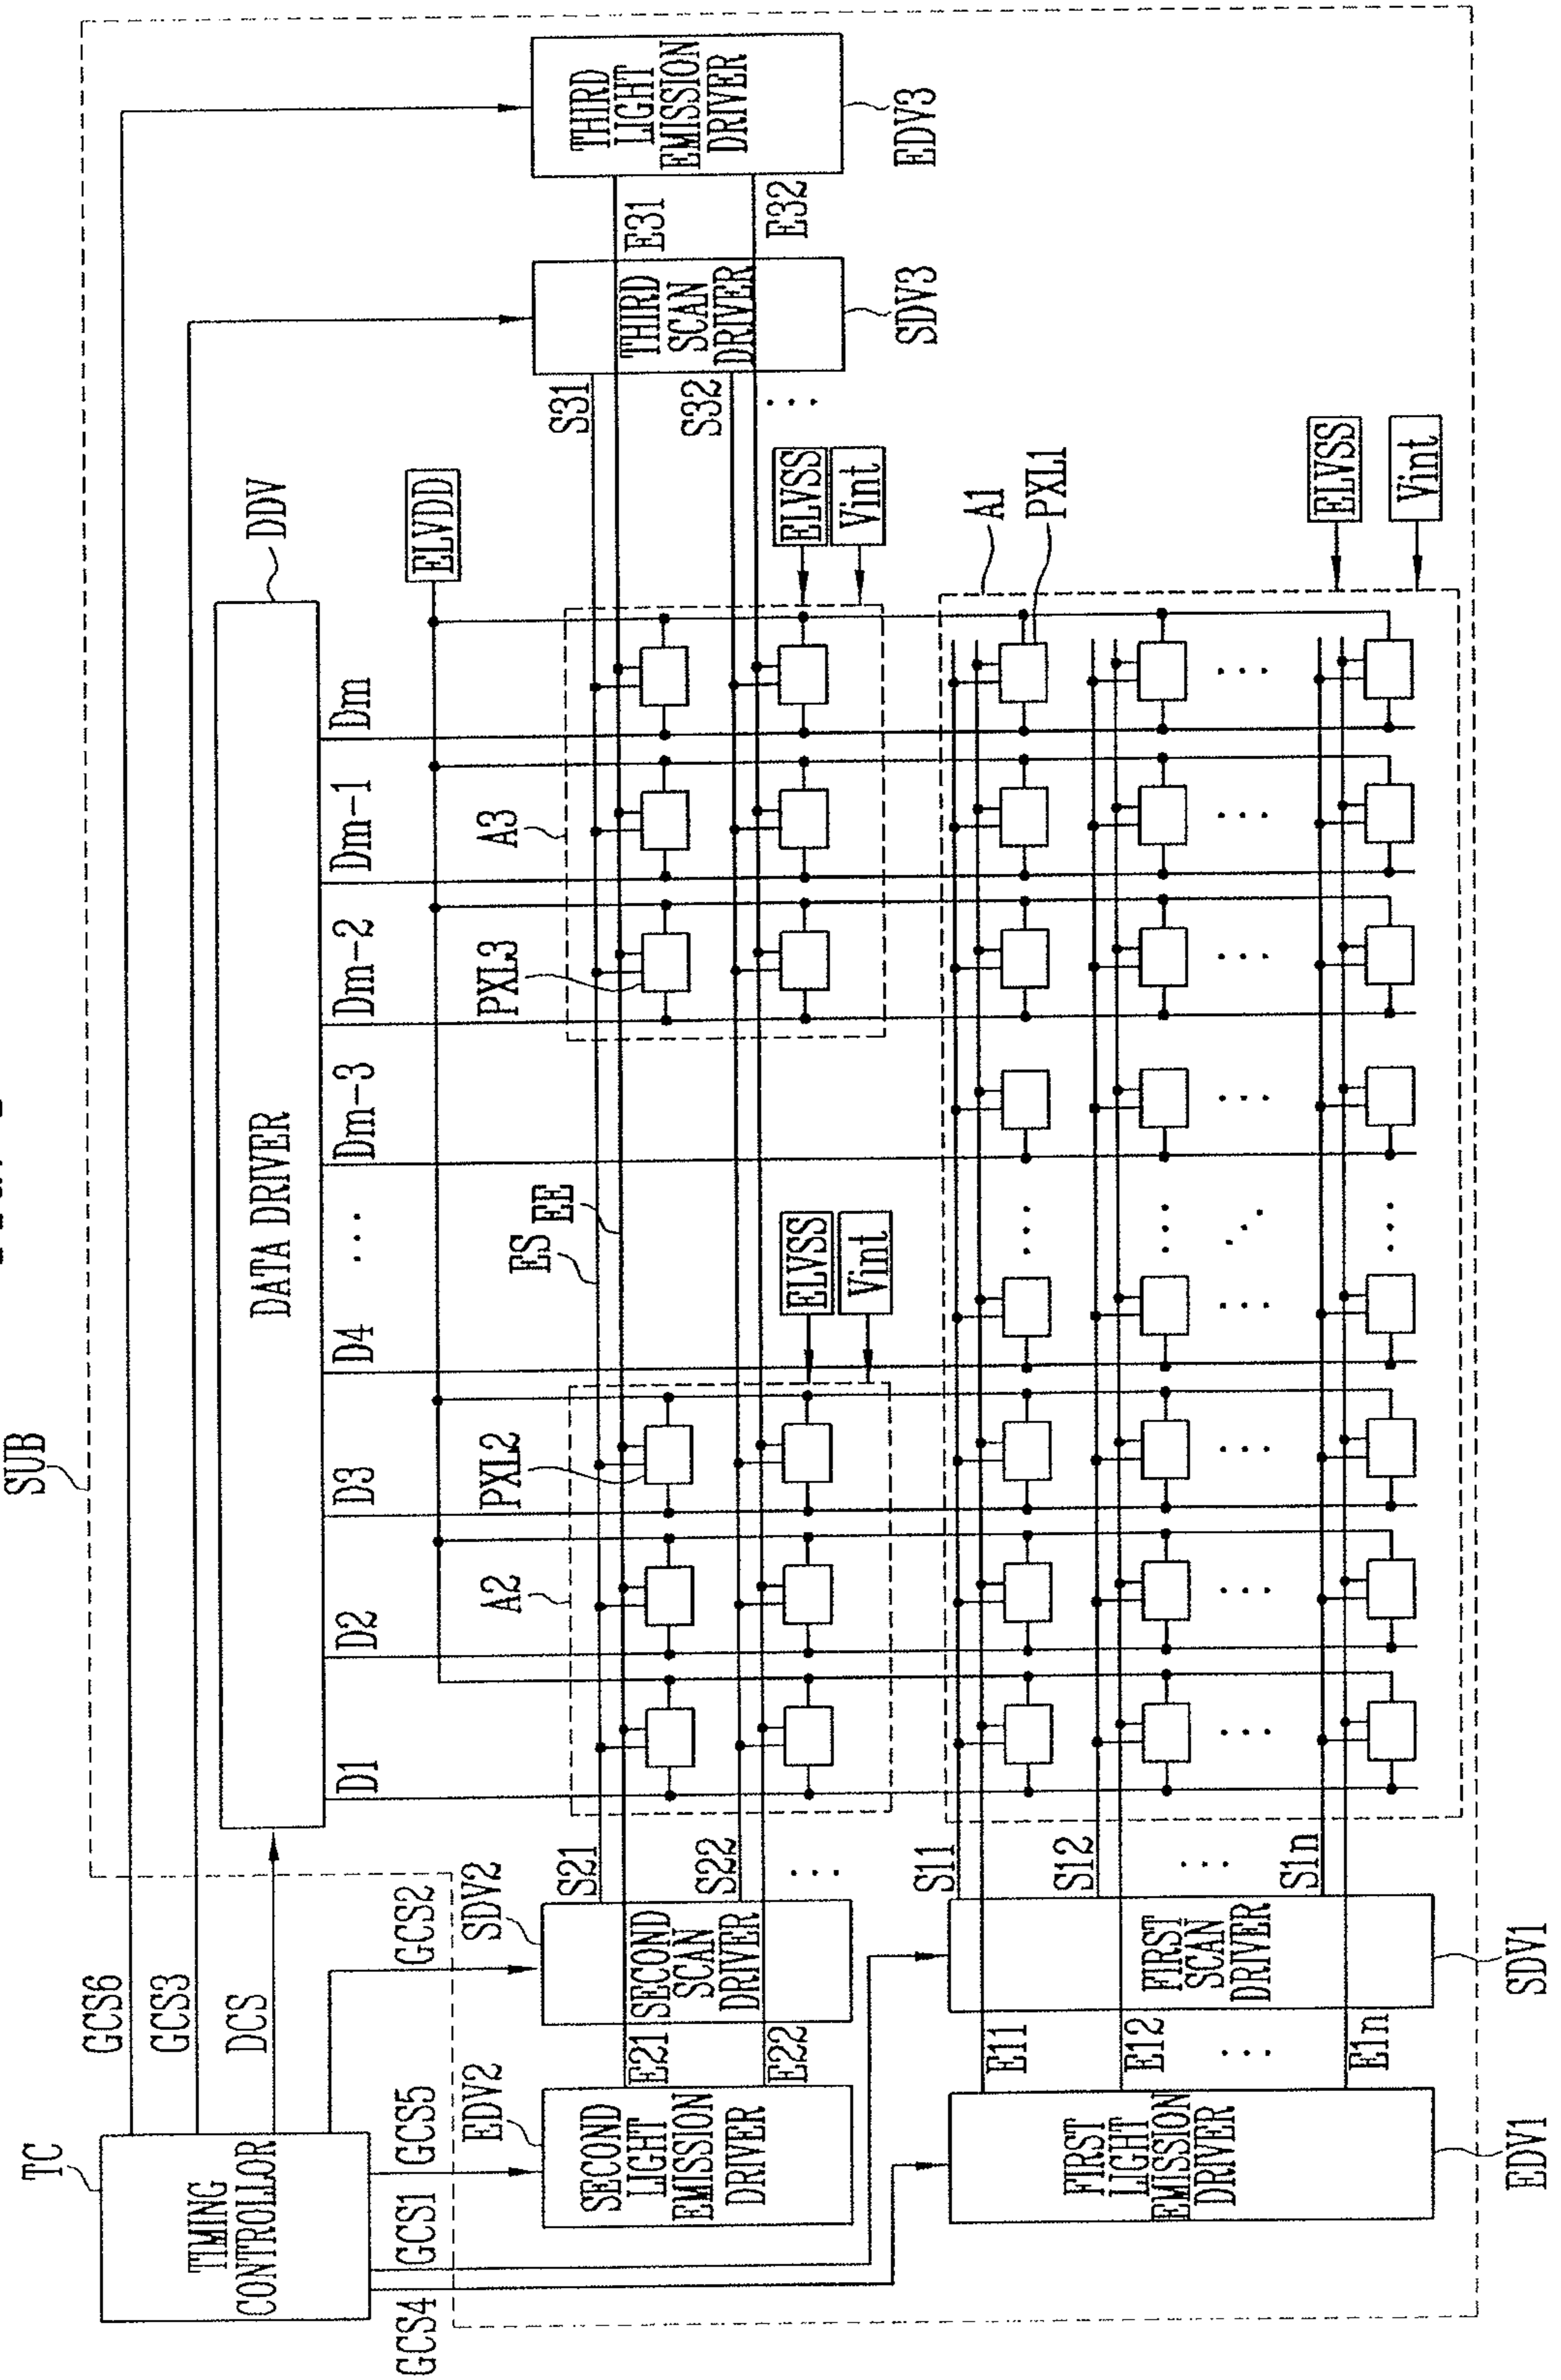 SUB
TC
TIMING
CONTROLLOR
GCS6
GCS3
DCS
GCS2
GCS5
GCS1
GCS4
DATA DRIVER
DDV
D1
D2
D3
D4
...
Dm-3
Dm-2
Dm-1
Dm
ELVDD
EDV2
SECOND
LIGHT
EMISSION
DRIVER
E21
E22
SDV2
SECOND
SCAN
DRIVER
S21
S22
...
A2
PXL2
ES
EE
ELVSS
Vint
PXL3
A3
ELVSS
Vint
S31
S32
...
THIRD
SCAN
DRIVER
SDV3
E31
E32
THIRD
LIGHT
EMISSION
DRIVER
EDV3
FIRST
LIGHT
EMISSION
DRIVER
EDV1
E11
E12
...
E1n
FIRST
SCAN
DRIVER
SDV1
S11
S12
...
S1n
A1
PXL1
ELVSS
Vint